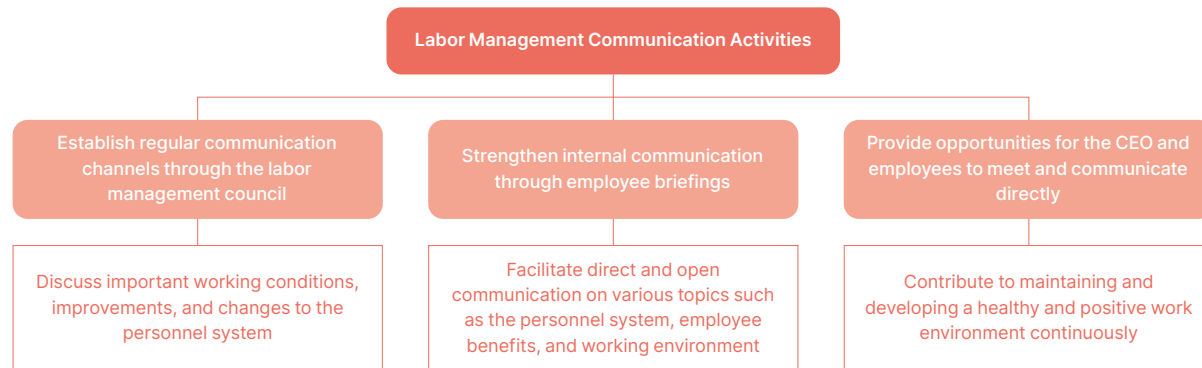 Labor Management Communication Activities
Establish regular communication
channels through the labor
management council
Strengthen internal communication
through employee briefings
Provide opportunities for the CEO and
employees to meet and communicate
directly
Discuss important working conditions,
improvements, and changes to the
personnel system
Facilitate direct and open
communication on various topics such
as the personnel system, employee
benefits, and working environment
Contribute to maintaining and
developing a healthy and positive work
environment continuously